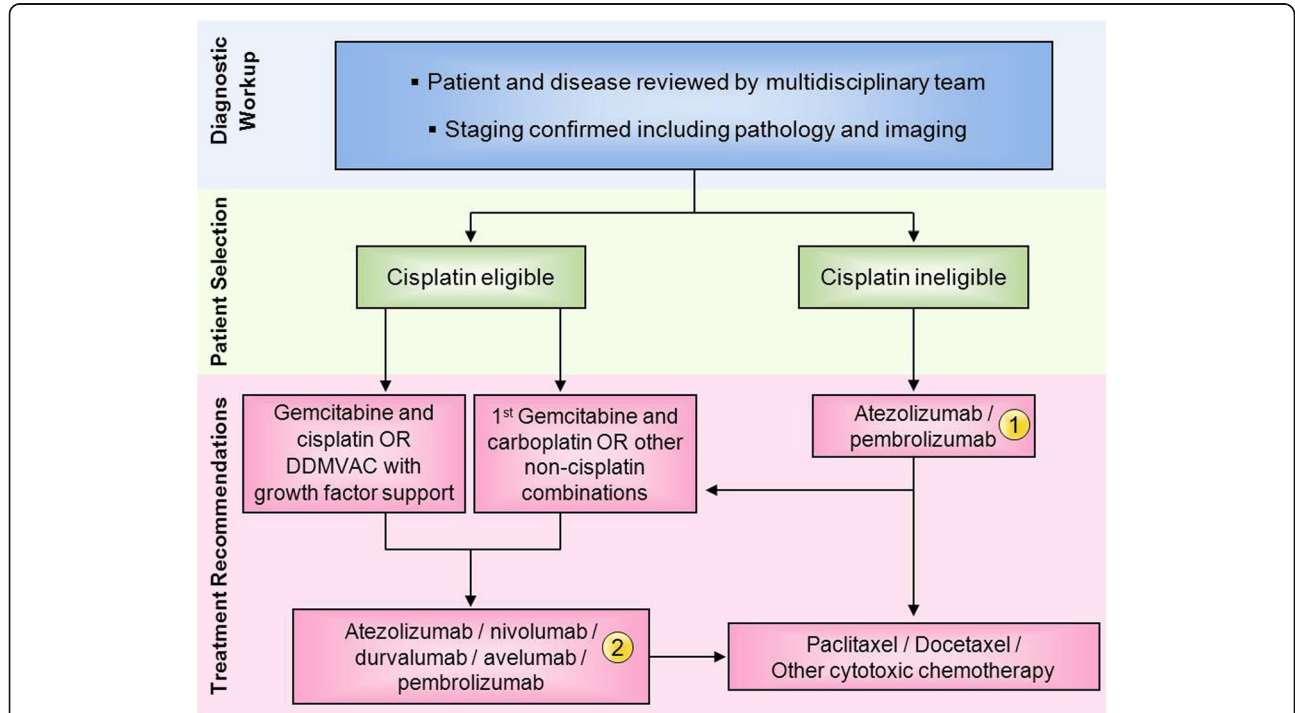 Diagnostic
Workup
▪ Patient and disease reviewed by multidisciplinary team
▪ Staging confirmed including pathology and imaging
Patient Selection
Cisplatin eligible
Cisplatin ineligible
Treatment Recommendations
Gemcitabine and
cisplatin OR
DDMVAC with
growth factor support
1st Gemcitabine and
carboplatin OR other
non-cisplatin
combinations
Atezolizumab /
pembrolizumab
1
Atezolizumab / nivolumab /
durvalumab / avelumab /
pembrolizumab
2
Paclitaxel / Docetaxel /
Other cytotoxic chemotherapy